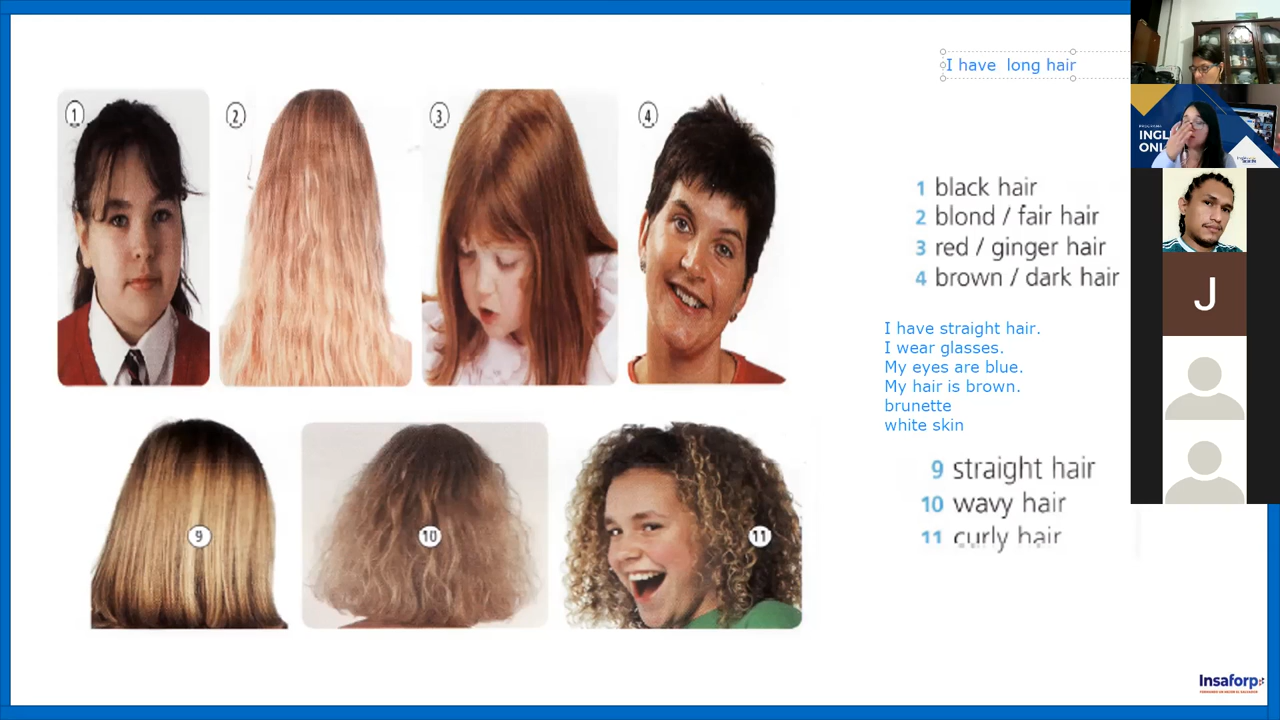 I have  long hair
1
2
3
4
INGL
ONL
1 black hair
2 blond / fair hair
3 red / ginger hair
4 brown / dark hair
J
I have straight hair.
I wear glasses.
My eyes are blue.
My hair is brown.
brunette
white skin
9 straight hair
10 wavy hair
11 curly hair
9
10
11
Insaforp